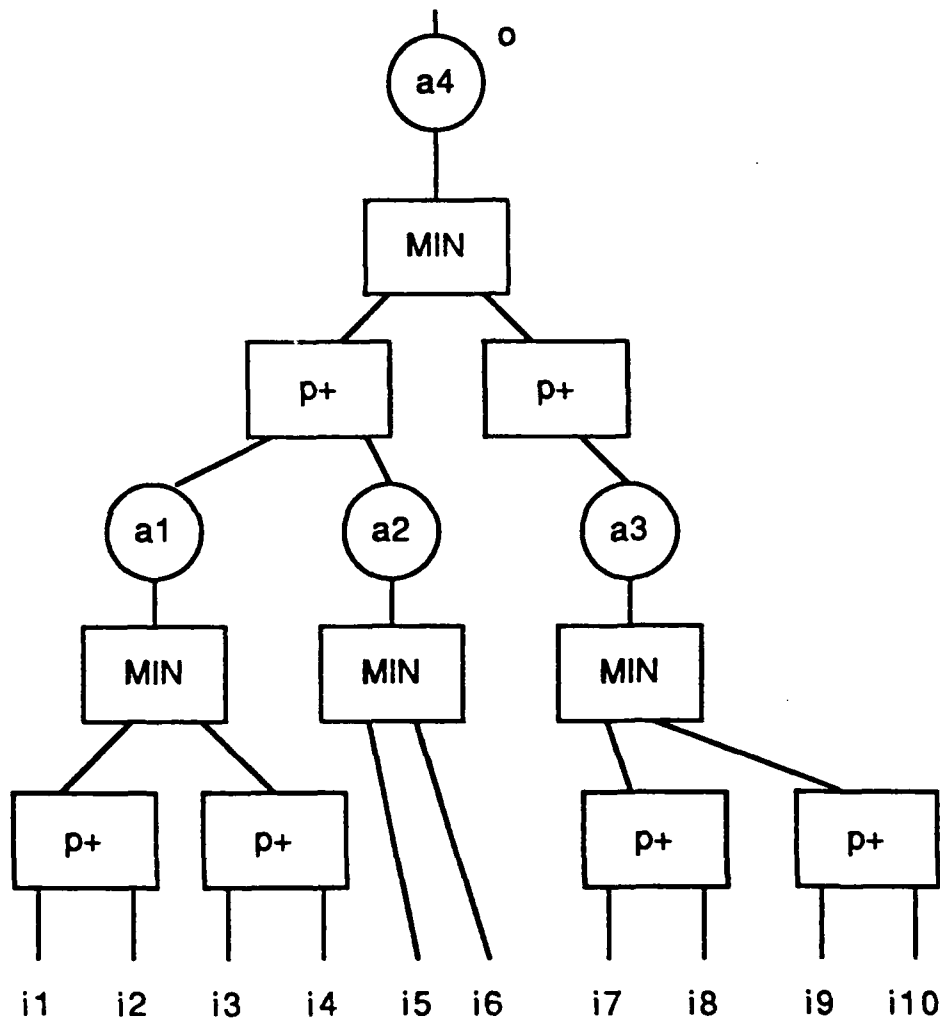 o
a4
MIN
p+ p+
a1 a2 a3
MIN MIN MIN
p+ p+ p+ p+
i1 i2 i3 i4 i5 i6 i7 i8 i9 i10